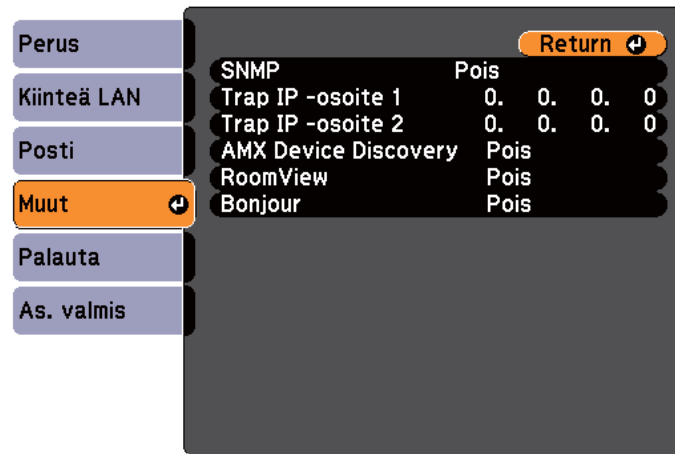 Perus
Kiinteä LAN
Posti
Muut
Palauta
As. valmis
Return
SNMP Pois
Trap IP -osoite 1 0. 0. 0. 0
Trap IP -osoite 2 0. 0. 0. 0
AMX Device Discovery Pois
RoomView Pois
Bonjour Pois